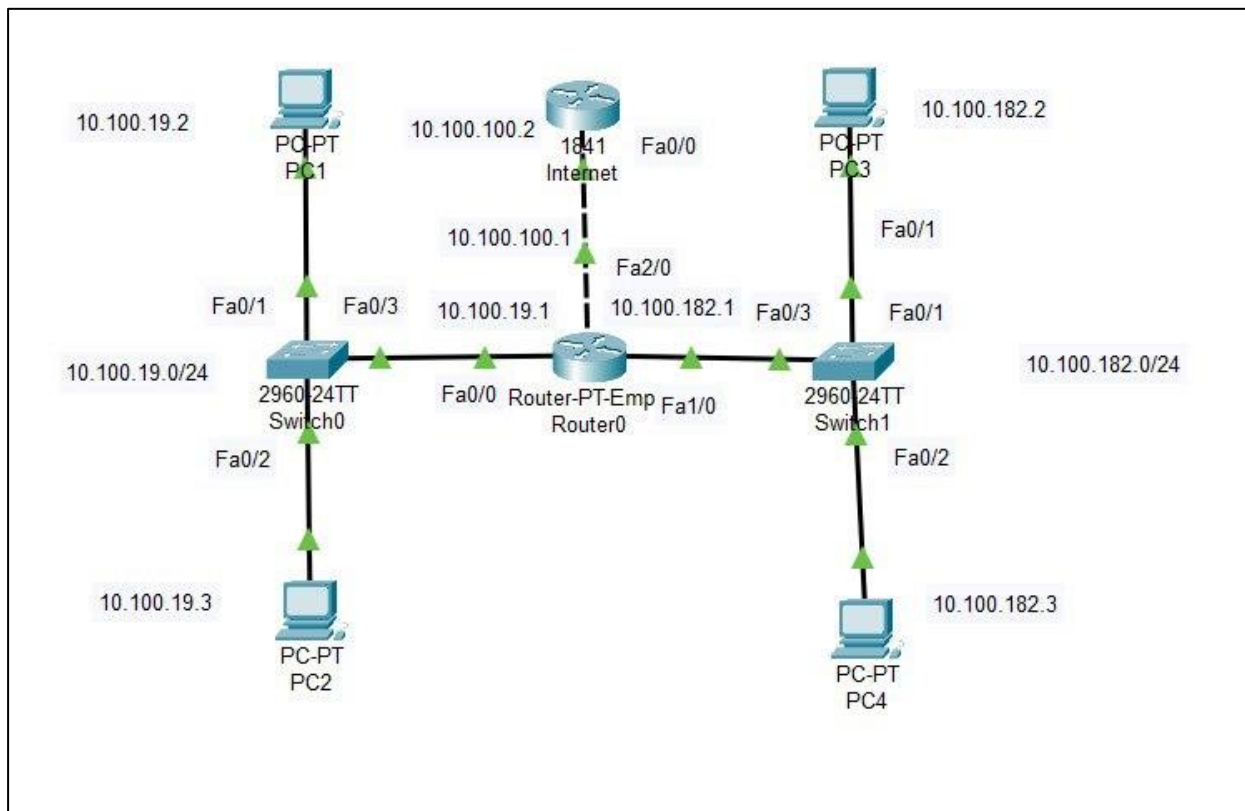 10.100.19.2
PC-PT
PC1
10.100.100.2
1841
Internet
Fa0/0
PC-PT
PC3
10.100.182.2
10.100.100.1
Fa2/0
Fa0/1
Fa0/1
Fa0/3
10.100.19.1
10.100.182.1
Fa0/3
Fa0/1
10.100.19.0/24
2960-24TT
Switch0
Fa0/0
Router-PT-Emp
Router0
Fa1/0
2960-24TT
Switch1
10.100.182.0/24
Fa0/2
Fa0/2
10.100.19.3
PC-PT
PC2
10.100.182.3
PC-PT
PC4